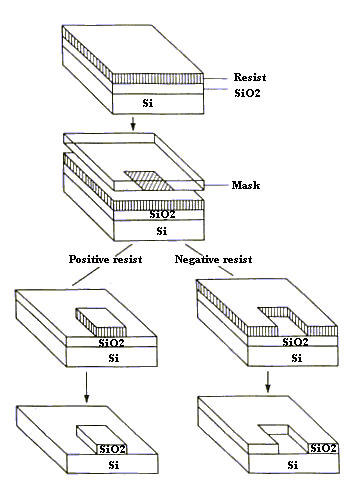 Resist
SiO2
Si
Mask
SiO2
Si
Positive resist Negative resist
SiO2 SiO2
Si Si
SiO2 SiO2
Si Si